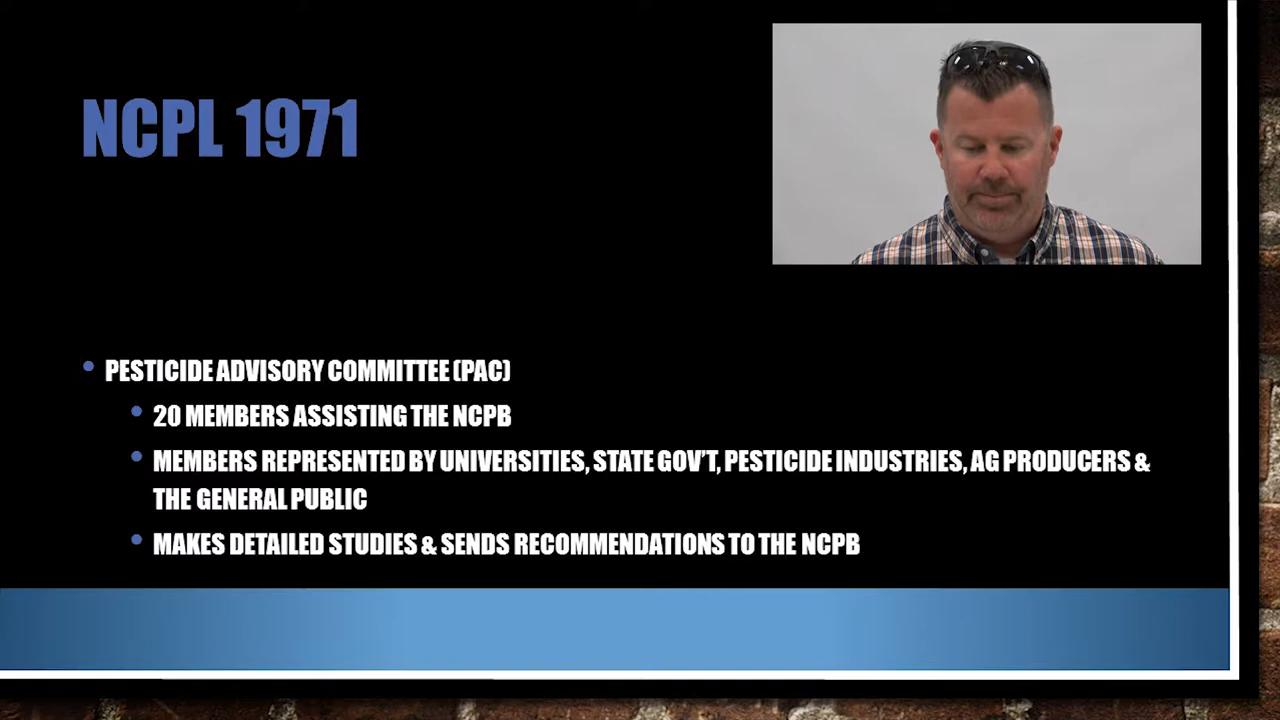 NCPL 1971
PESTICIDE ADVISORY COMMITTEE (PAC)
20 MEMBERS ASSISTING THE NCPB
MEMBERS REPRESENTED BY UNIVERSITIES, STATE GOV'T, PESTICIDE INDUSTRIES, AG PRODUCERS &
THE GENERAL PUBLIC
MAKES DETAILED STUDIES & SENDS RECOMMENDATIONS TO THE NCPB